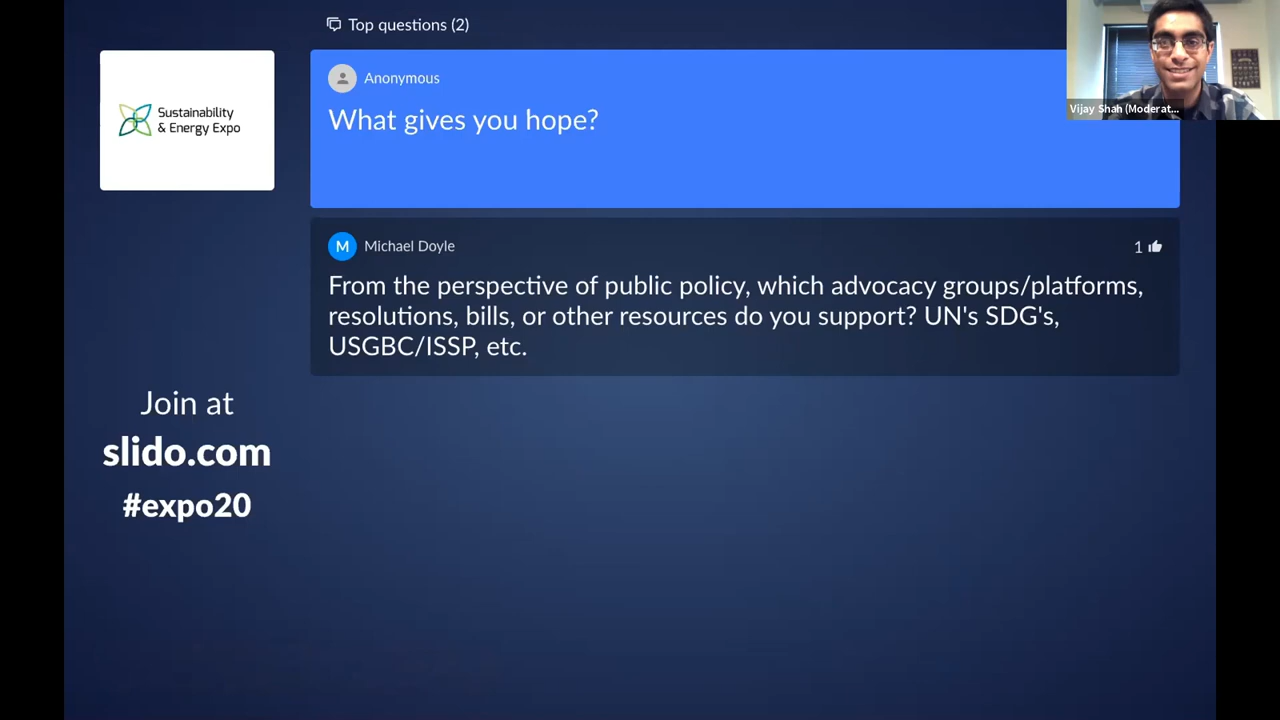 Top questions (2)
Vijay Shah (Moderat...
Sustainability
& Energy Expo
Anonymous
What gives you hope?
M
Michael Doyle
1
From the perspective of public policy, which advocacy groups/platforms,
resolutions, bills, or other resources do you support? UN's SDG's,
USGBC/ISSP, etc.
Join at
slido.com
#expo20